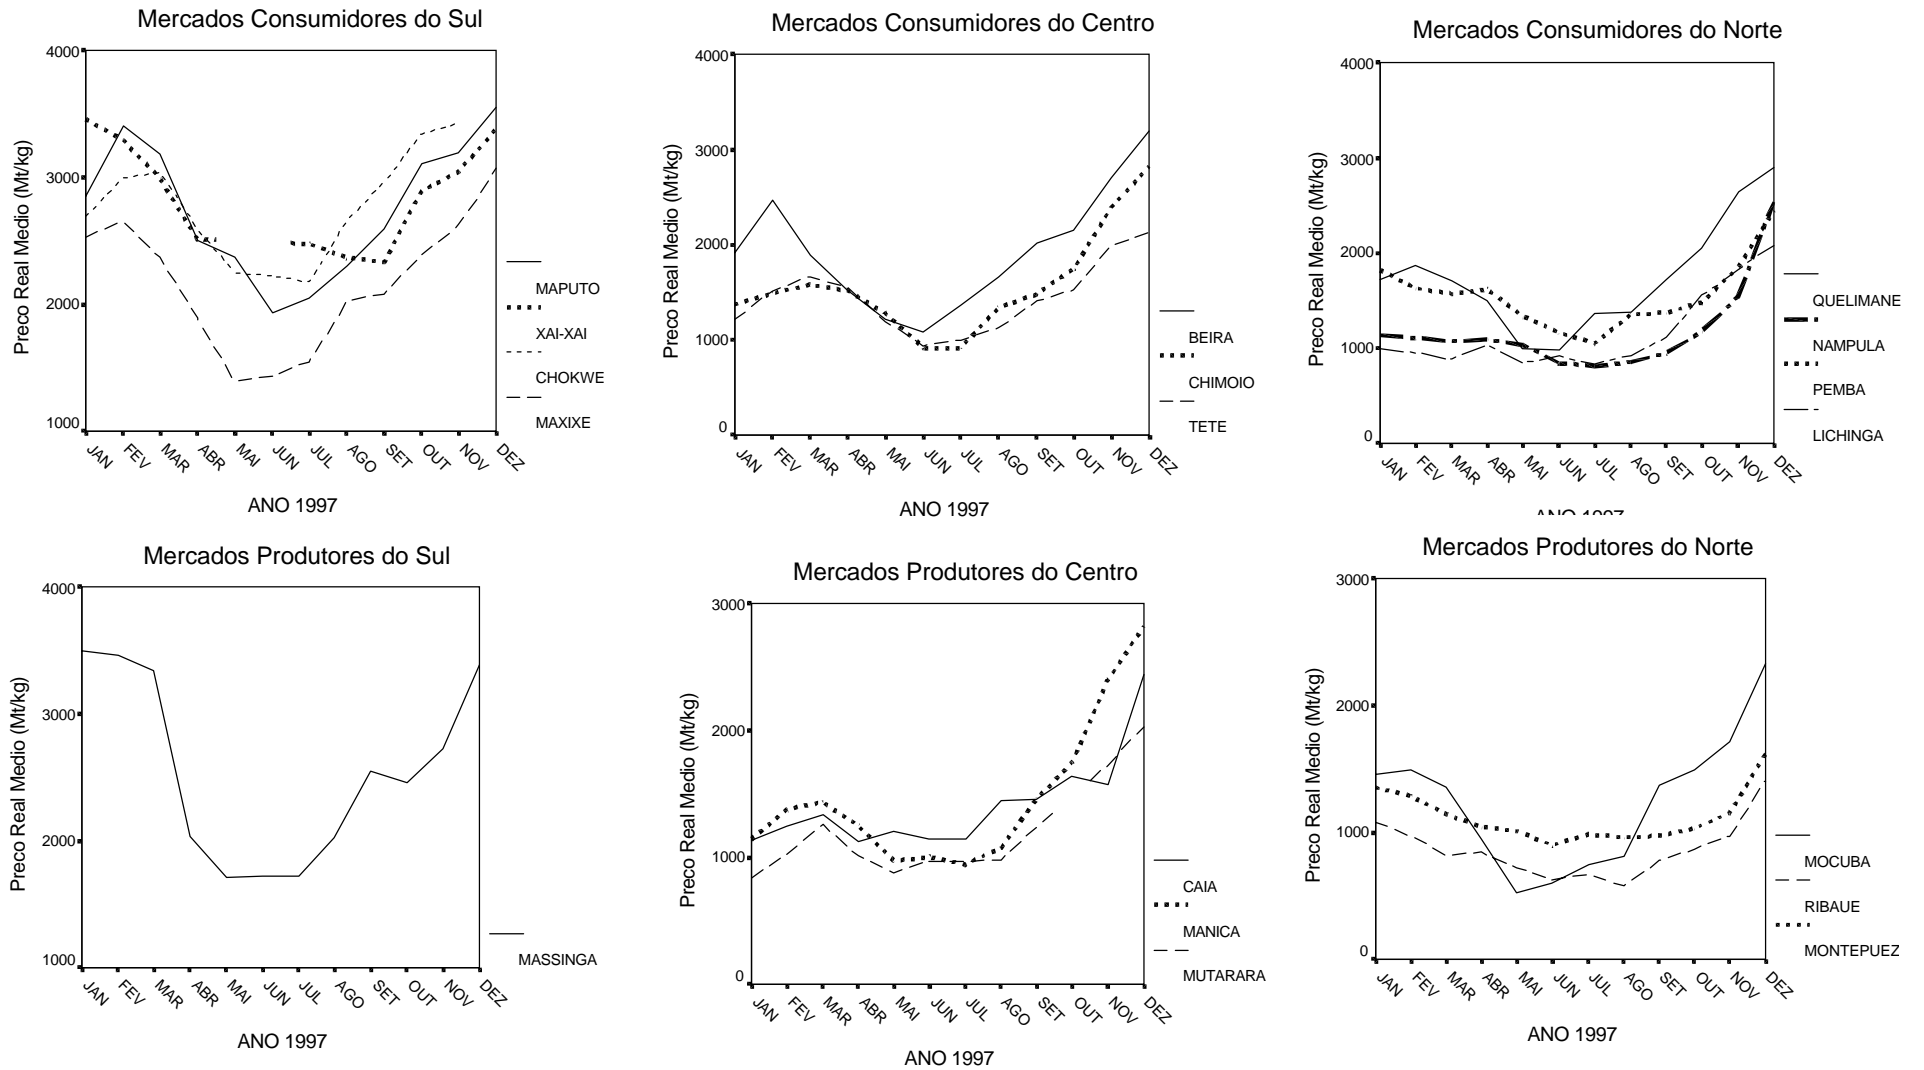 Mercados Consumidores do Sul
Preco Real Medio (Mt/kg)
4000
3000
2000
1000
JAN FEV MAR ABR MAI JUN JUL AGO SET OUT NOV DEZ
ANO 1997
MAPUTO
XAI-XAI
CHOKWE
MAXIXE
Mercados Consumidores do Centro
Preco Real Medio (Mt/kg)
4000
3000
2000
1000
0
JAN FEV MAR ABR MAI JUN JUL AGO SET OUT NOV DEZ
ANO 1997
BEIRA
CHIMOIO
TETE
Mercados Consumidores do Norte
Preco Real Medio (Mt/kg)
4000
3000
2000
1000
0
JAN FEV MAR ABR MAI JUN JUL AGO SET OUT NOV DEZ
ANO 1997
QUELIMANE
NAMPULA
PEMBA
LICHINGA
Mercados Produtores do Sul
Preco Real Medio (Mt/kg)
4000
3000
2000
1000
JAN FEV MAR ABR MAI JUN JUL AGO SET OUT NOV DEZ
ANO 1997
MASSINGA
Mercados Produtores do Centro
Preco Real Medio (Mt/kg)
3000
2000
1000
0
JAN FEV MAR ABR MAI JUN JUL AGO SET OUT NOV DEZ
ANO 1997
CAIA
MANICA
MUTARARA
Mercados Produtores do Norte
Preco Real Medio (Mt/kg)
3000
2000
1000
0
JAN FEV MAR ABR MAI JUN JUL AGO SET OUT NOV DEZ
ANO 1997
MOCUBA
RIBAUE
MONTEPUEZ